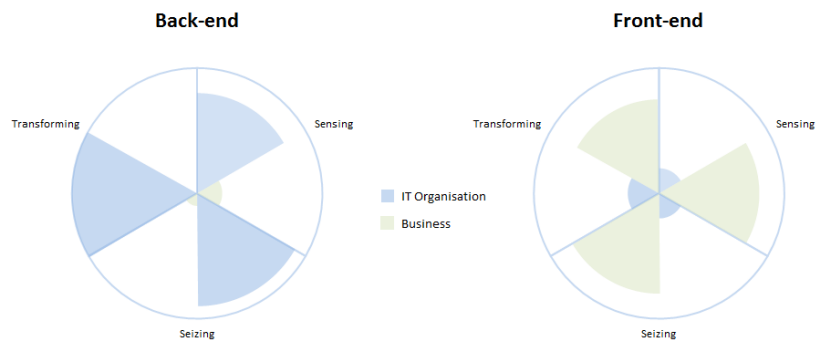 Back-end
Front-end
Transforming
Sensing
Transforming
Sensing
IT Organisation
Business
Seizing
Seizing